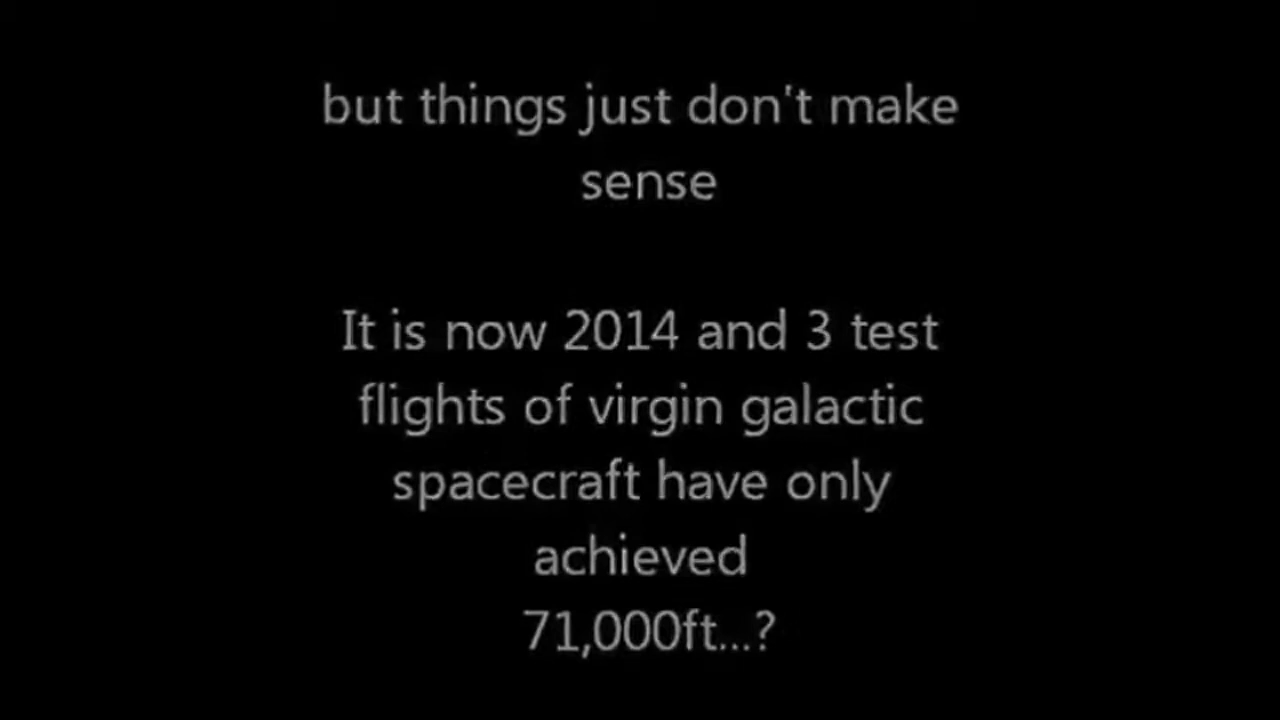 but things just don't make
sense
It is now 2014 and 3 test
flights of virgin galactic
spacecraft have only
achieved
71,000ft...?